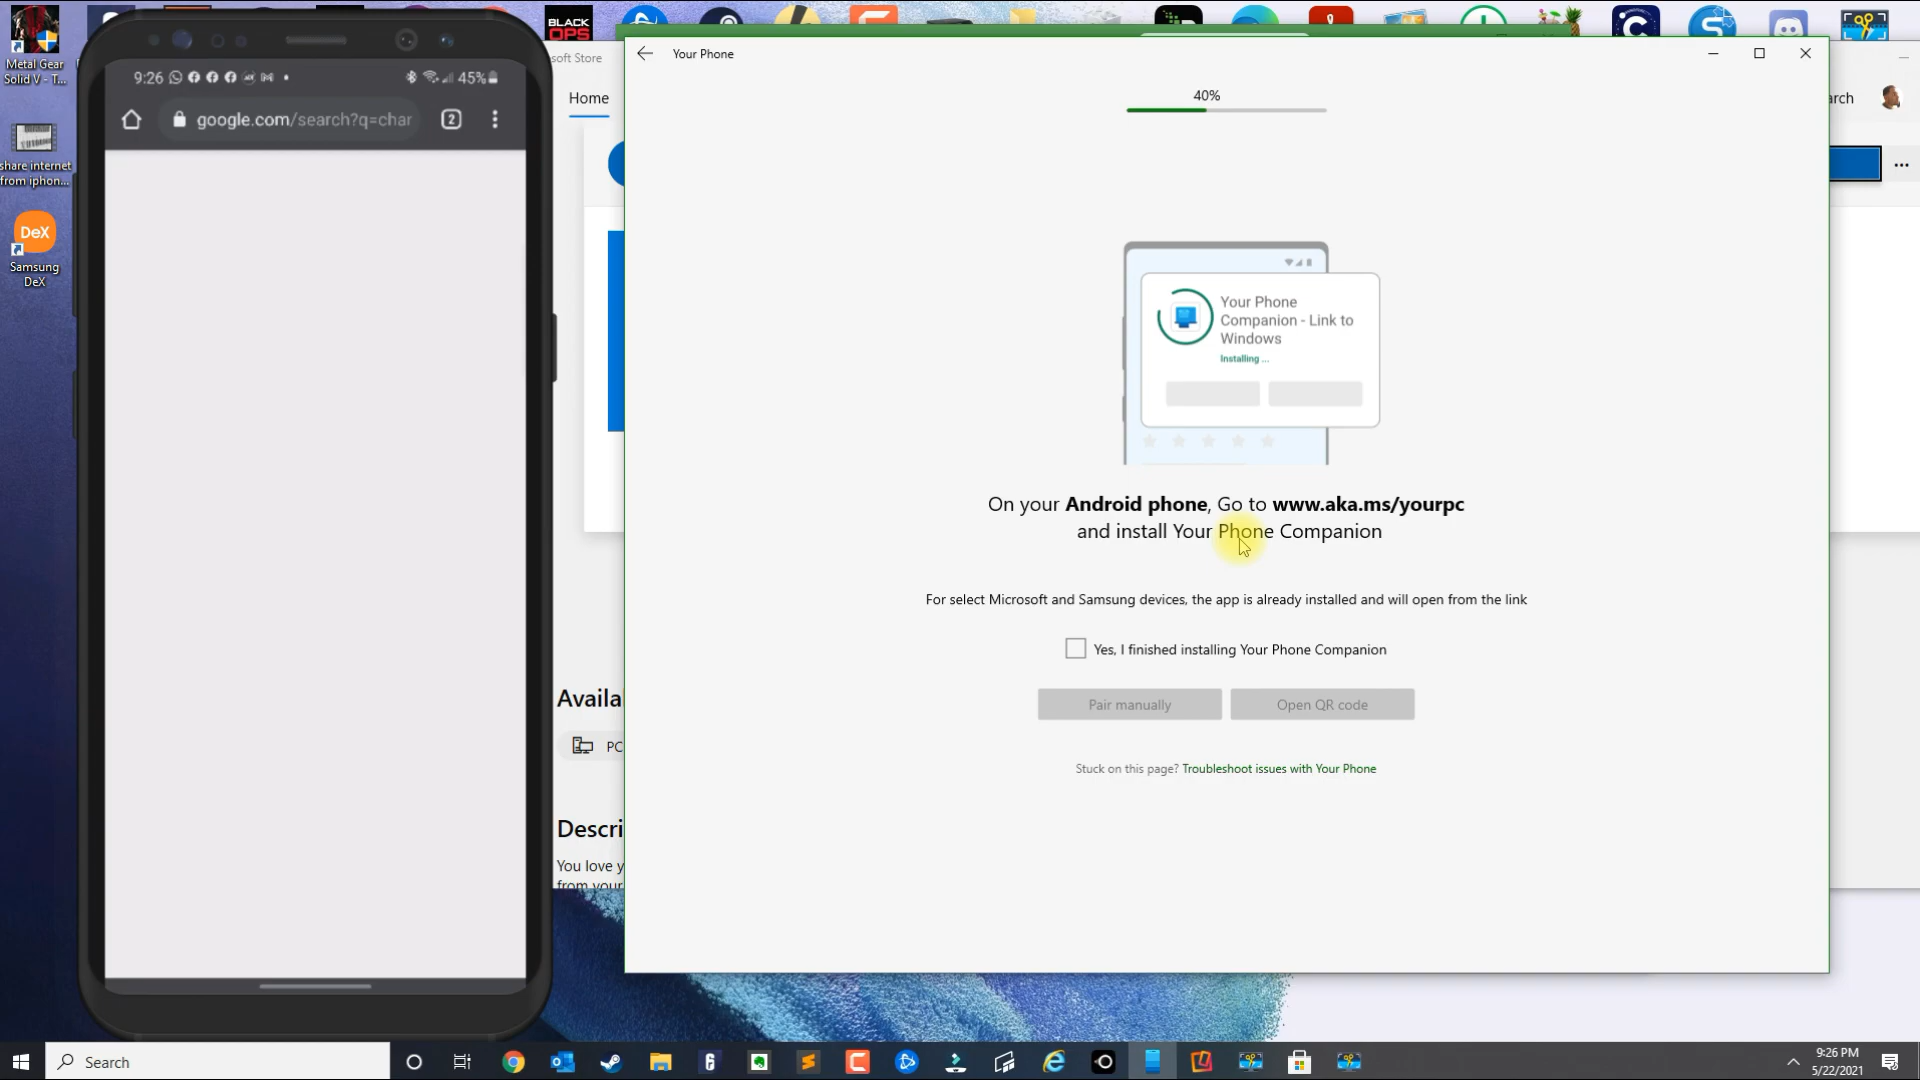 BLACK
OPS
Metal Gear
Solid V - T...
share internet
from iphon...
DeX
Samsung
DeX
9:26
45%
google.com/search?q=char
2
soft Store
Home
Your Phone
40%
Your Phone
Companion - Link to
Windows
Installing ...
On your Android phone, Go to www.aka.ms/yourpc
and install Your Phone Companion
For select Microsoft and Samsung devices, the app is already installed and will open from the link
Yes, I finished installing Your Phone Companion
Pair manually
Open QR code
Stuck on this page? Troubleshoot issues with Your Phone
arch
...
Availa
PC
Descri
You love y
from your
Search
9:26 PM
5/22/2021